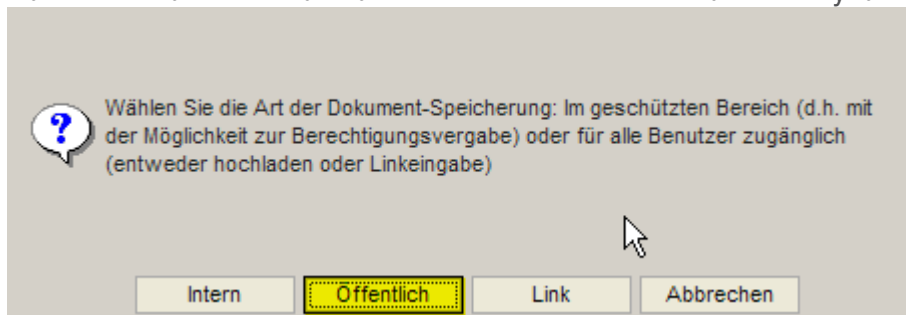 Wählen Sie die Art der Dokument-Speicherung: Im geschützten Bereich (d.h. mit
der Möglichkeit zur Berechtigungsvergabe) oder für alle Benutzer zugänglich
(entweder hochladen oder Linkeingabe)
Intern Öffentlich Link Abbrechen